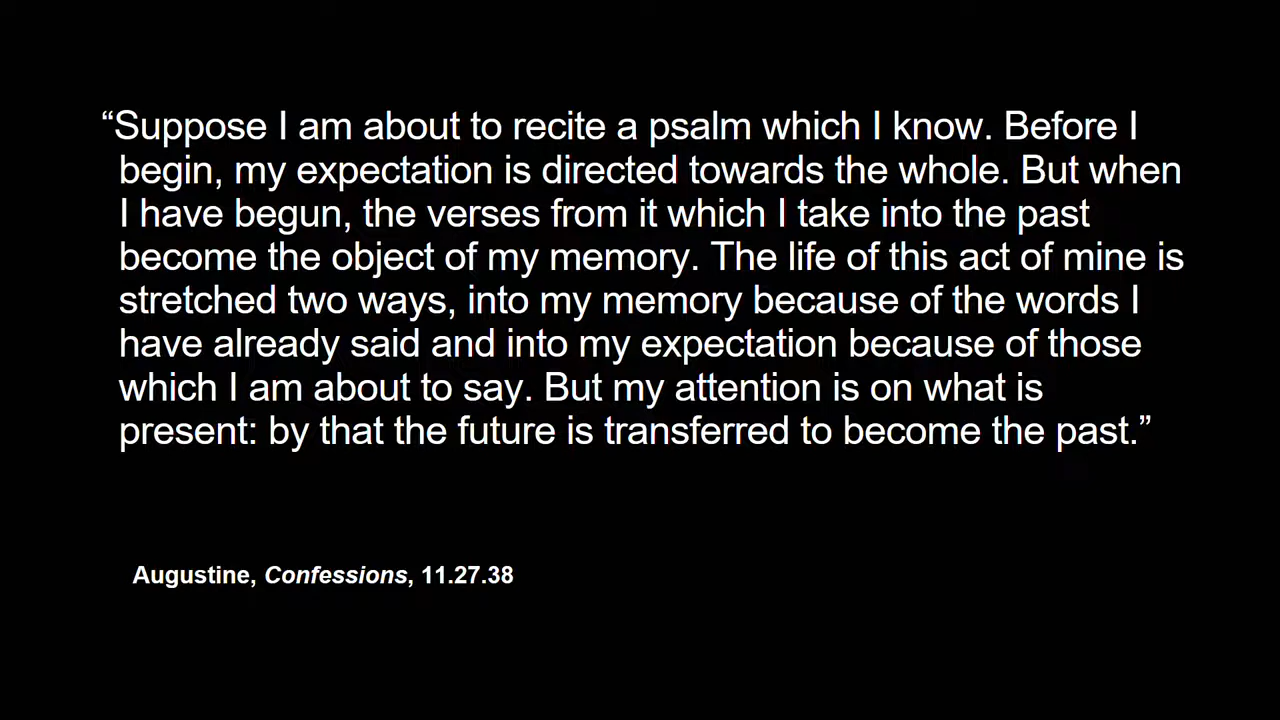 “Suppose I am about to recite a psalm which I know. Before I
begin, my expectation is directed towards the whole. But when
I have begun, the verses from it which I take into the past
become the object of my memory. The life of this act of mine is
stretched two ways, into my memory because of the words I
have already said and into my expectation because of those
which I am about to say. But my attention is on what is
present: by that the future is transferred to become the past.”
Augustine, Confessions, 11.27.38